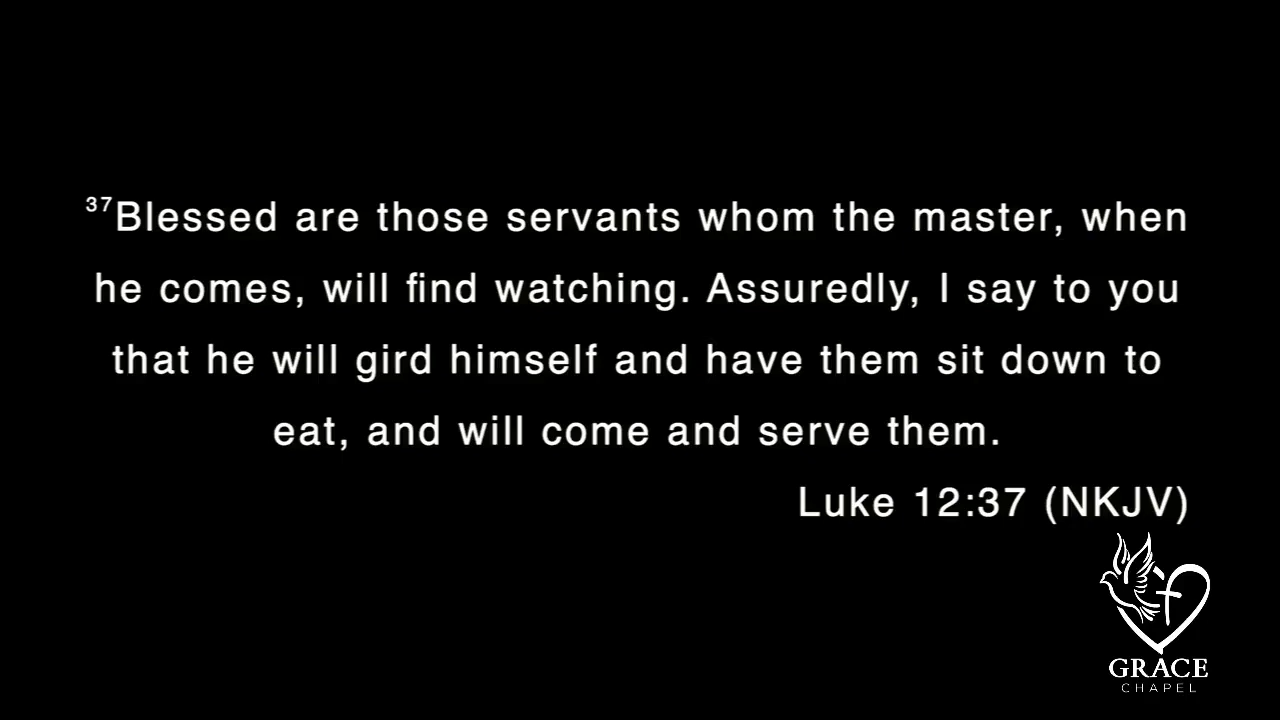 37Blessed are those servants whom the master, when
he comes, will find watching. Assuredly, I say to you
that he will gird himself and have them sit down to
eat, and will come and serve them.
Luke 12:37 (NKJV)
GRACE
CHAPEL